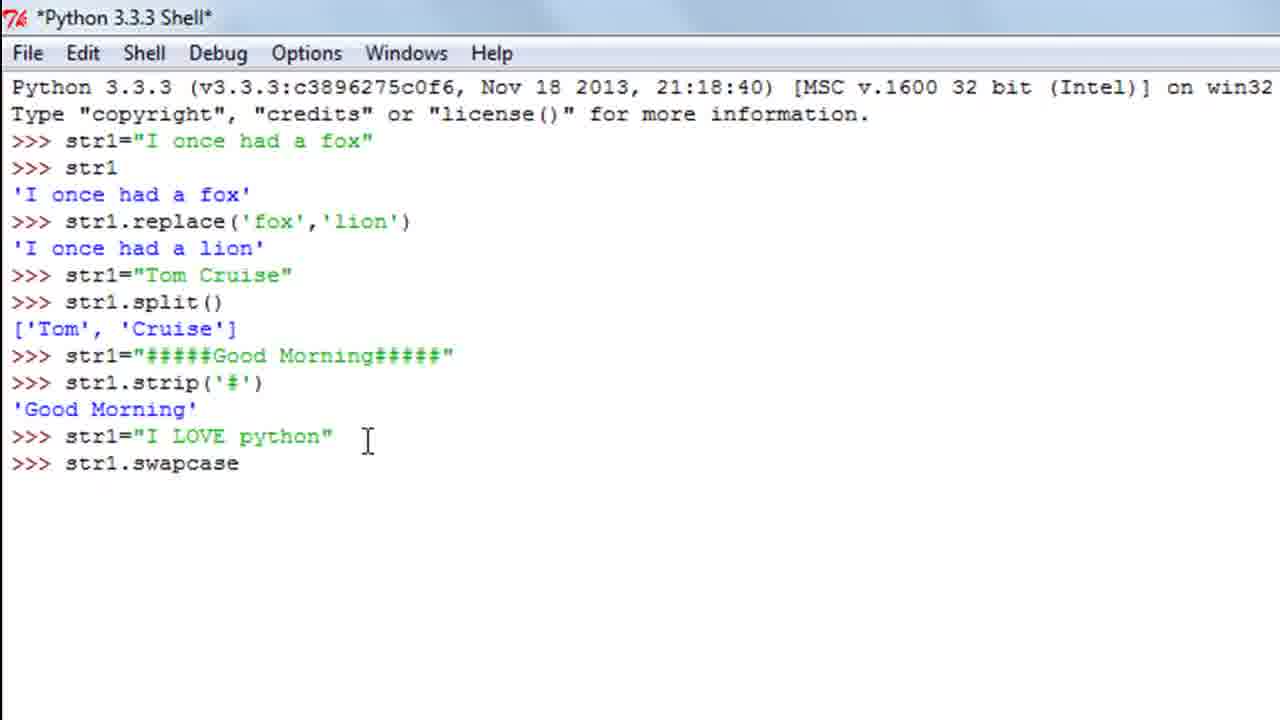 *Python 3.3.3 Shell*
File Edit Shell Debug Options Windows Help
Python 3.3.3 (v3.3.3:c3896275c0f6, Nov 18 2013, 21:18:40) [MSC v.1600 32 bit (Intel)] on win32
Type "copyright", "credits" or "license()" for more information.
>>> str1="I once had a fox"
>>> str1
'I once had a fox'
>>> str1.replace('fox','lion')
'I once had a lion'
>>> str1="Tom Cruise"
>>> str1.split()
['Tom', 'Cruise']
>>> str1="#####Good Morning#####"
>>> str1.strip('#')
'Good Morning'
>>> str1="I LOVE python"
>>> str1.swapcase